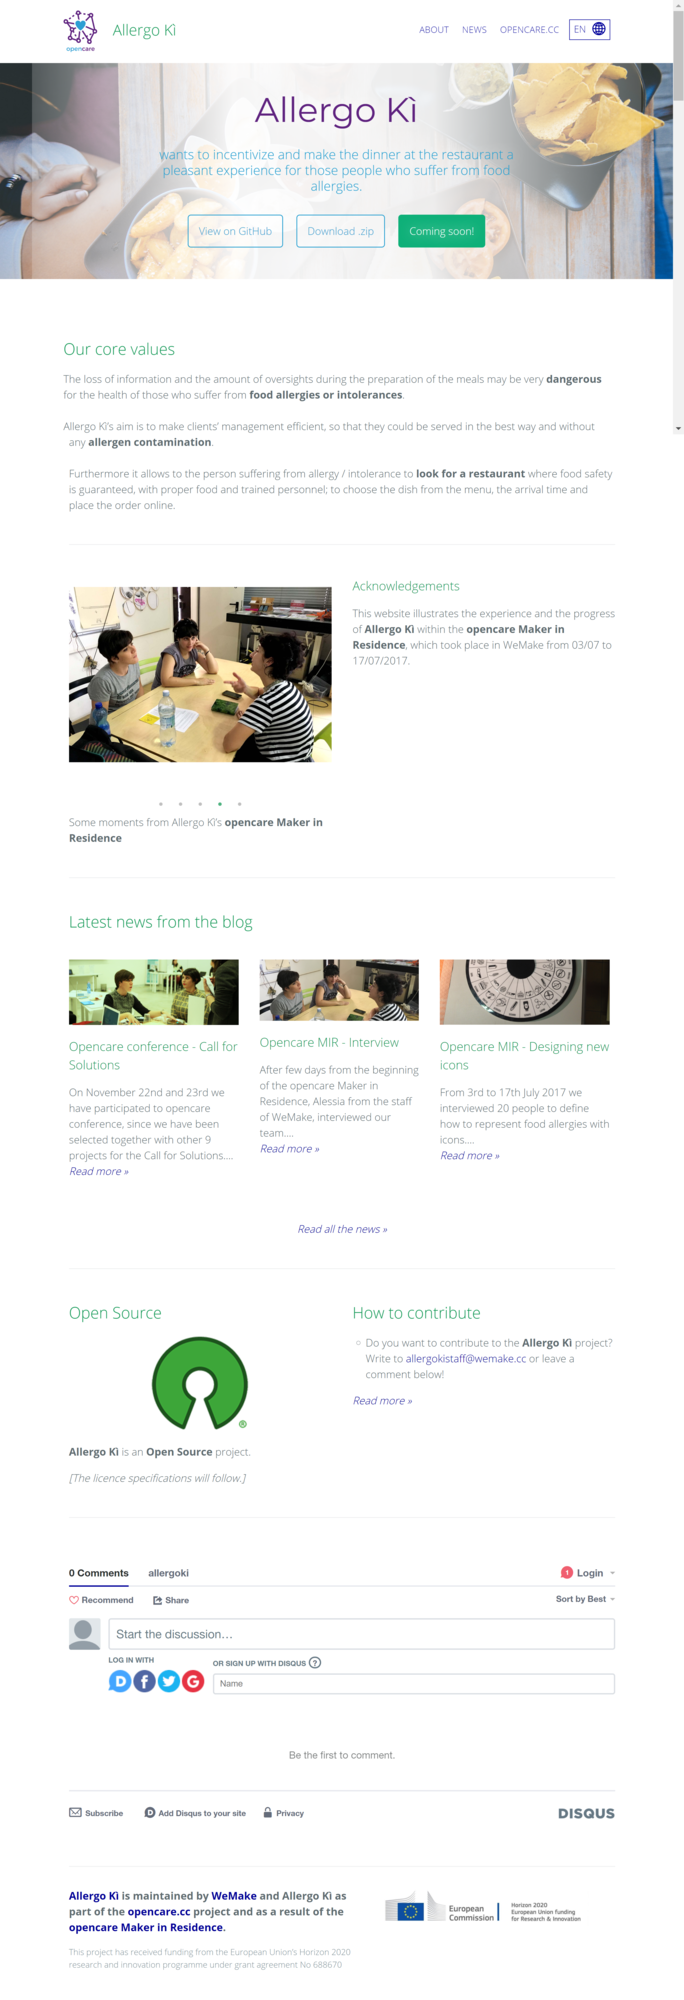 opencare
Allergo Kì
ABOUT NEWS OPENCARE.CC EN
Allergo Kì
wants to incentivize and make the dinner at the restaurant a
pleasant experience for those people who suffer from food
allergies.
View on GitHub Download .zip Coming soon!
Our core values
The loss of information and the amount of oversights during the preparation of the meals may be very dangerous
for the health of those who suffer from food allergies or intolerances.
Allergo Kì's aim is to make clients' management efficient, so that they could be served in the best way and without
any allergen contamination.
Furthermore it allows to the person suffering from allergy / intolerance to look for a restaurant where food safety
is guaranteed, with proper food and trained personnel; to choose the dish from the menu, the arrival time and
place the order online.
Acknowledgements
This website illustrates the experience and the progress
of Allergo Kì within the opencare Maker in
Residence, which took place in WeMake from 03/07 to
17/07/2017.
Some moments from Allergo Kì's opencare Maker in
Residence
Latest news from the blog
Opencare conference - Call for
Solutions
On November 22nd and 23rd we
have participated to opencare
conference, since we have been
selected together with other 9
projects for the Call for Solutions....
Read more »
Opencare MIR - Interview
After few days from the beginning
of the opencare Maker in
Residence, Alessia from the staff
of WeMake, interviewed our
team....
Read more »
Opencare MIR - Designing new
icons
From 3rd to 17th July 2017 we
interviewed 20 people to define
how to represent food allergies with
icons....
Read more »
Read all the news »
Open Source
®
Allergo Kì is an Open Source project.
[The licence specifications will follow.]
How to contribute
Do you want to contribute to the Allergo Kì project?
Write to allergokistaff@wemake.cc or leave a
comment below!
Read more »
0 Comments allergoki 1 Login
Recommend Share Sort by Best
Start the discussion...
LOG IN WITH
OR SIGN UP WITH DISQUS ?
D f G
Name
Be the first to comment.
Subscribe D Add Disqus to your site Privacy DISQUS
Allergo Kì is maintained by WeMake and Allergo Kì as
part of the opencare.cc project and as a result of the
opencare Maker in Residence.
This project has received funding from the European Union's Horizon 2020
research and innovation programme under grant agreement No 688670
European
Commission
Horizon 2020
European Union funding
for Research & Innovation